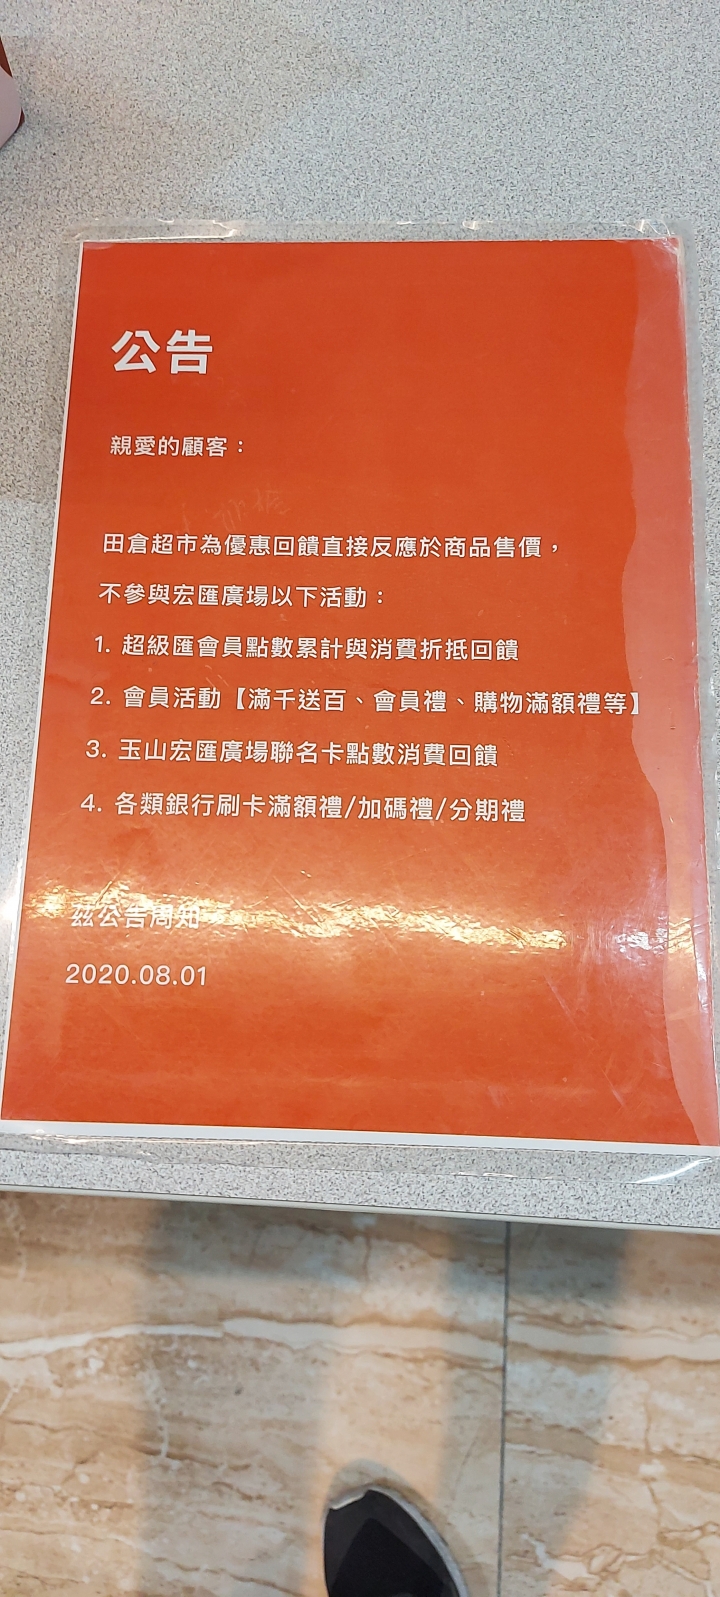 公告
親愛的顧客：
田倉超市為優惠回饋直接反應於商品售價，
不參與宏匯廣場以下活動：
1. 超級匯會員點數累計與消費折抵回饋
2. 會員活動【滿千送百、會員禮、購物滿額禮等】
3. 玉山宏匯廣場聯名卡點數消費回饋
4. 各類銀行刷卡滿額禮/加碼禮/分期禮
茲公告周知
2020.08.01